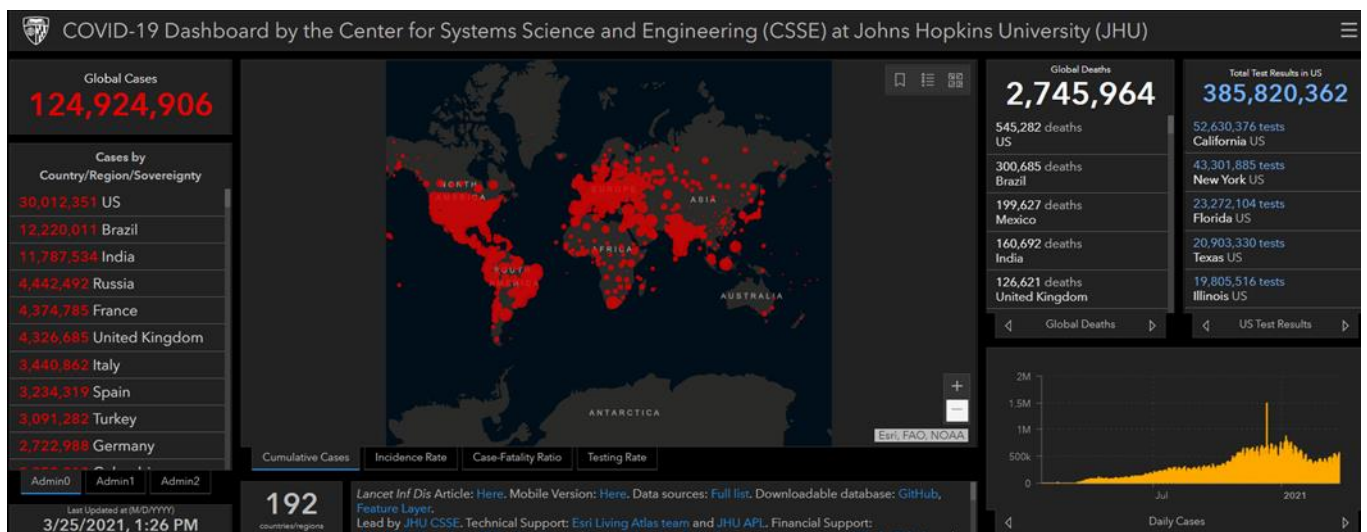 COVID-19 Dashboard by the Center for Systems Science and Engineering (CSSE) at Johns Hopkins University (JHU)
Global Cases
124,924,906
Cases by
Country/Region/Sovereignty
30,012,351 US
12,220,011 Brazil
11,787,534 India
4,442,492 Russia
4,374,785 France
4,326,685 United Kingdom
3,440,862 Italy
3,234,319 Spain
3,091,282 Turkey
2,722,988 Germany
Admin0 Admin1 Admin2
Last Updated at (M/D/YYYY)
3/25/2021, 1:26 PM
NORTH
AMERICA
SOUTH
AMERICA
EUROPE
AFRICA
ASIA
AUSTRALIA
ANTARCTICA
Esri, FAO, NOAA
Cumulative Cases Incidence Rate Case-Fatality Ratio Testing Rate
192
countries/regions
Lancet Inf Dis Article: Here. Mobile Version: Here. Data sources: Full list. Downloadable database: GitHub,
Feature Layer.
Lead by JHU CSSE. Technical Support: Esri Living Atlas team and JHU APL. Financial Support:
Global Deaths
2,745,964
545,282 deaths
US
300,685 deaths
Brazil
199,627 deaths
Mexico
160,692 deaths
India
126,621 deaths
United Kingdom
Global Deaths
Total Test Results in US
385,820,362
52,630,376 tests
California US
43,301,885 tests
New York US
23,272,104 tests
Florida US
20,903,330 tests
Texas US
19,805,516 tests
Illinois US
US Test Results
2M
1.5M
1M
500k
0
Jul 2021
Daily Cases